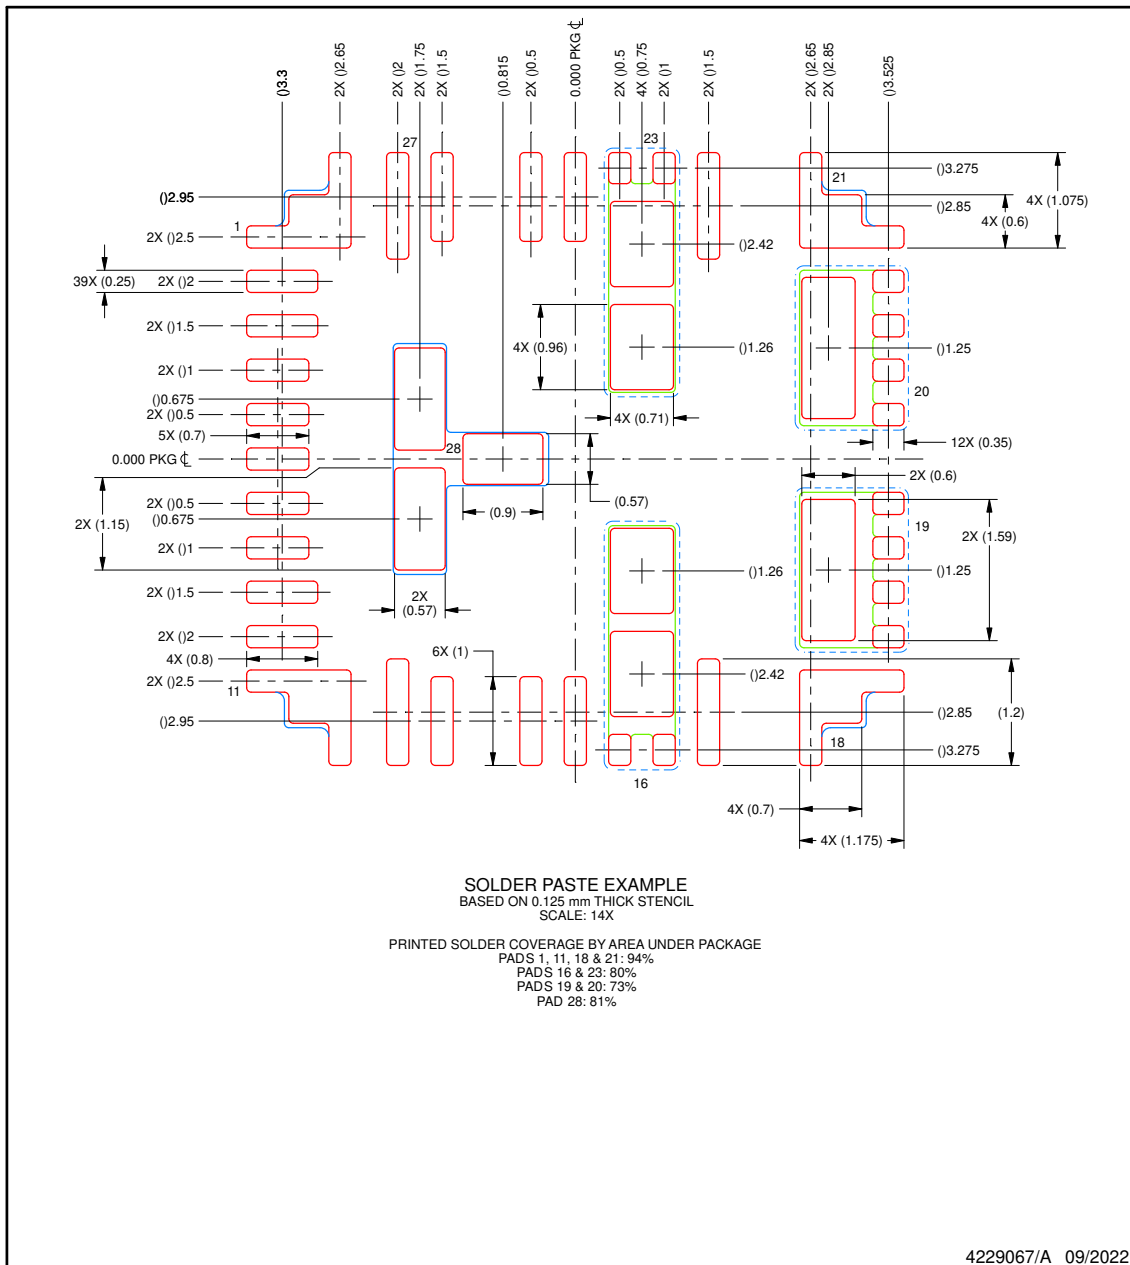 ()3.3
2X ()2.65
2X ()2
2X ()1.75
2X ()1.5
()0.815
2X ()0.5
0.000 PKG ℄
2X ()0.5
4X ()0.75
2X ()1
2X ()1.5
2X ()2.65
2X ()2.85
()3.525
27
23
21
()3.275
()2.95
()2.85
4X (1.075)
4X (0.6)
1
2X ()2.5
()2.42
39X (0.25)
2X ()2
2X ()1.5
4X (0.96)
()1.26
()1.25
2X ()1
()0.675
20
2X ()0.5
4X (0.71)
5X (0.7)
12X (0.35)
28
0.000 PKG ℄
2X (0.6)
2X ()0.5
(0.57)
(0.9)
()0.675
2X (1.15)
19
2X (1.59)
2X ()1
()1.26
()1.25
2X ()1.5
2X
(0.57)
2X ()2
4X (0.8)
6X (1)
()2.42
2X ()2.5
11
()2.95
()2.85
(1.2)
18
()3.275
16
4X (0.7)
4X (1.175)
SOLDER PASTE EXAMPLE
BASED ON 0.125 mm THICK STENCIL
SCALE: 14X
PRINTED SOLDER COVERAGE BY AREA UNDER PACKAGE
PADS 1, 11, 18 & 21: 94%
PADS 16 & 23: 80%
PADS 19 & 20: 73%
PAD 28: 81%
4229067/A 09/2022